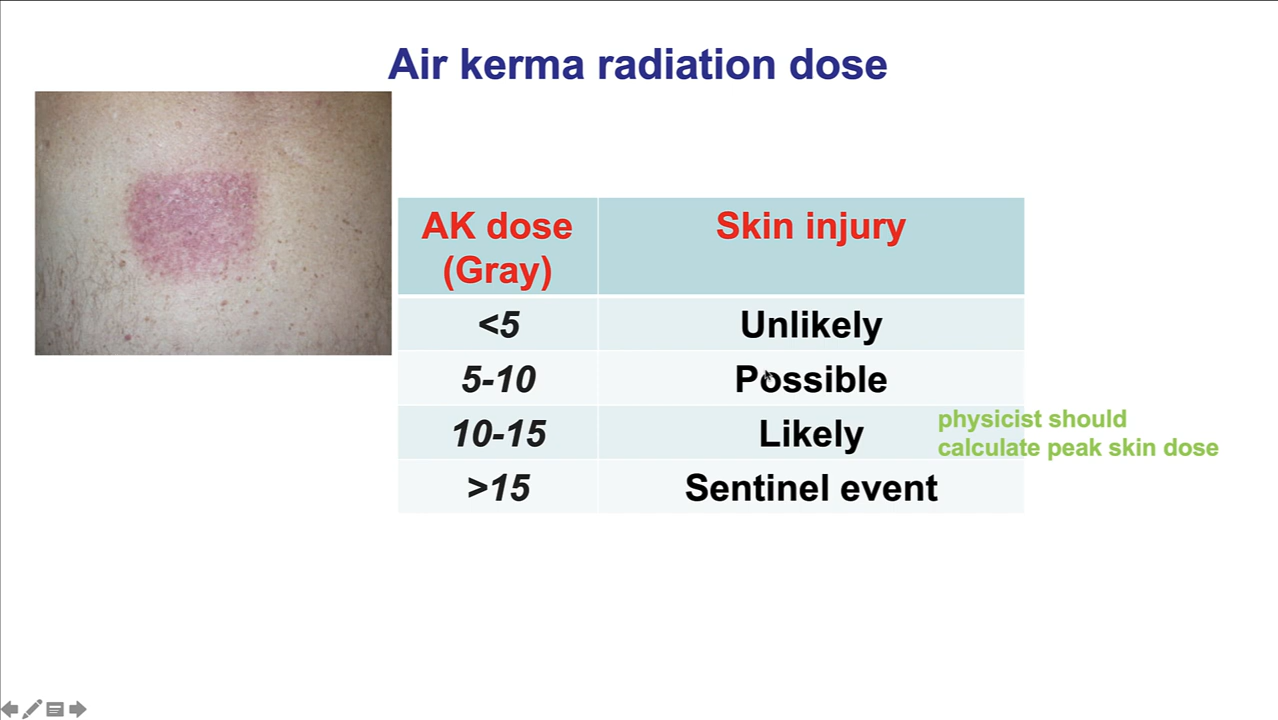 Air kerma radiation dose
AK dose Skin injury
(Gray)
<5 Unlikely
5-10 Possible
physicist should
10-15 Likely
calculate peak skin dose
>15 Sentinel event